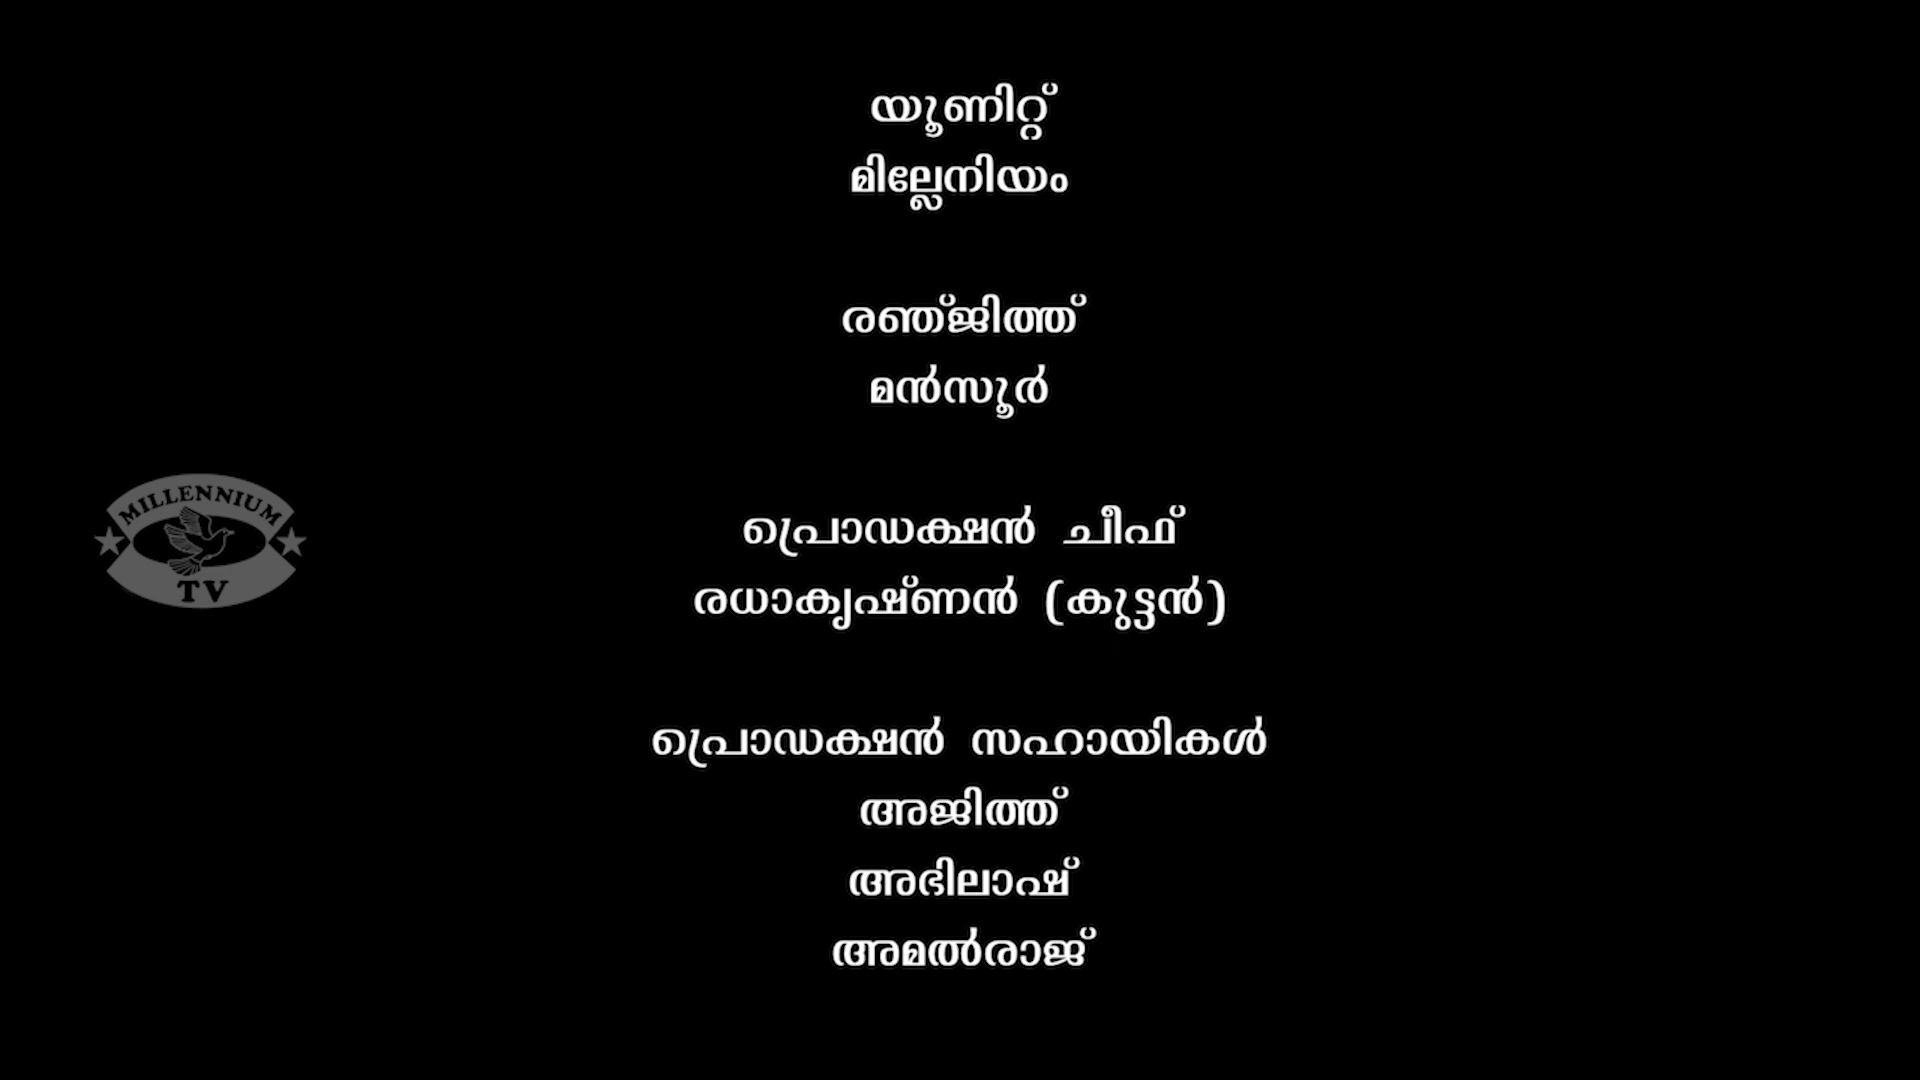 യൂണിറ്റ്
മില്ലേനിയം
രഞ്ജിത്ത്
മൻസൂർ
MILLENNIUM
TV
പ്രൊഡക്ഷൻ ചീഫ്
രധാകൃഷ്ണൻ (കുട്ടൻ)
പ്രൊഡക്ഷൻ സഹായികൾ
അജിത്ത്
അഭിലാഷ്
അമൽരാജ്